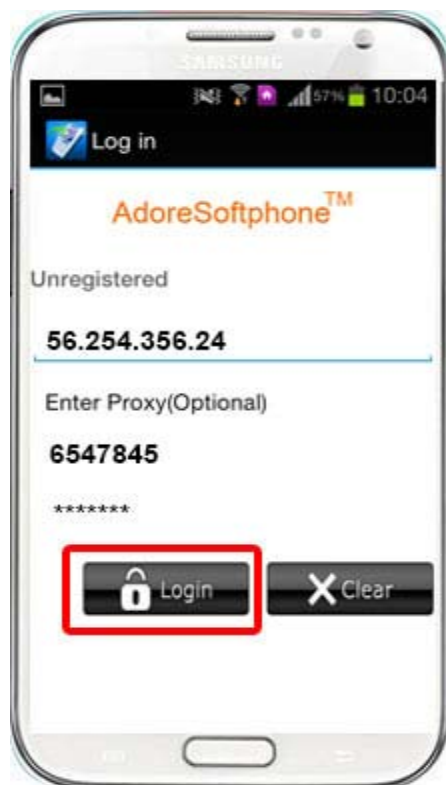 SAMSUNG
57% 10:04
Log in
AdoreSoftphone™
Unregistered
56.254.356.24
Enter Proxy(Optional)
6547845
*******
Login
Clear